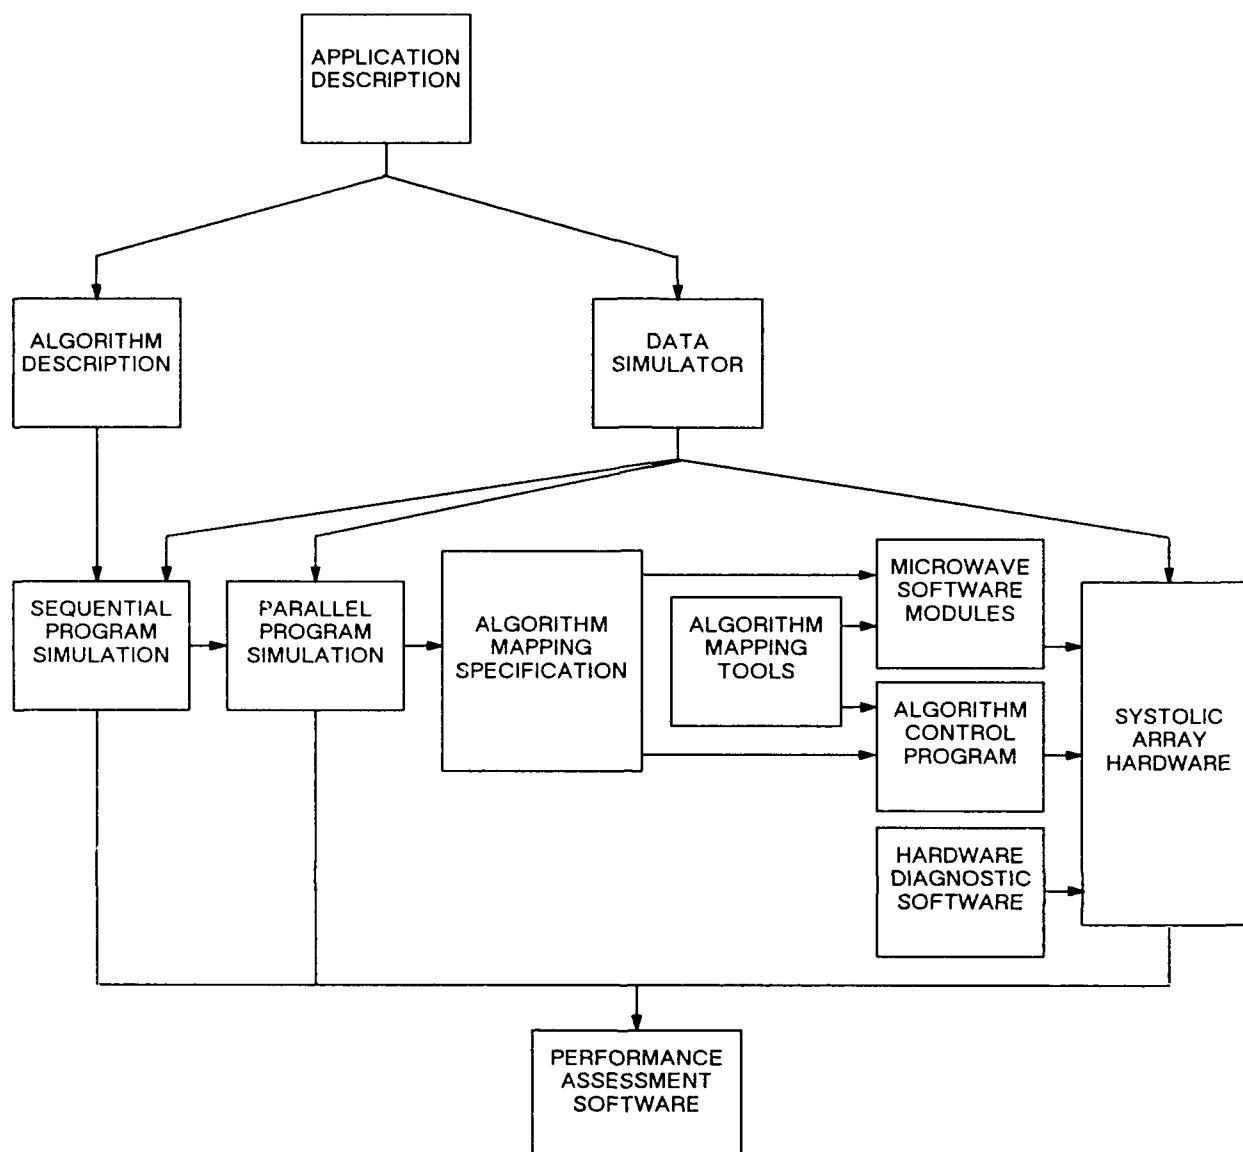 APPLICATION
DESCRIPTION
ALGORITHM
DESCRIPTION
DATA
SIMULATOR
SEQUENTIAL
PROGRAM
SIMULATION
PARALLEL
PROGRAM
SIMULATION
ALGORITHM
MAPPING
SPECIFICATION
ALGORITHM
MAPPING
TOOLS
MICROWAVE
SOFTWARE
MODULES
ALGORITHM
CONTROL
PROGRAM
HARDWARE
DIAGNOSTIC
SOFTWARE
SYSTOLIC
ARRAY
HARDWARE
PERFORMANCE
ASSESSMENT
SOFTWARE